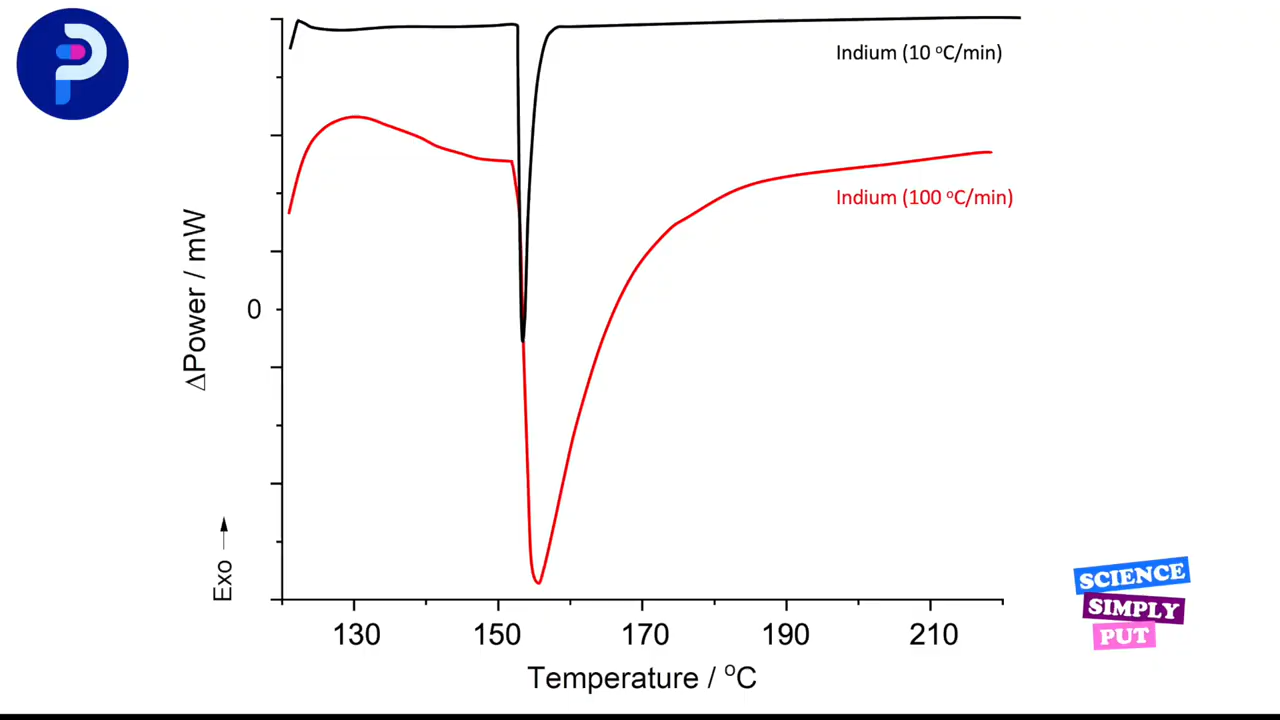 Indium (10 °C/min)
Indium (100 °C/min)
ΔPower / mW
0
Exo →
130 150 170 190 210
Temperature / °C
SCIENCE
SIMPLY
PUT